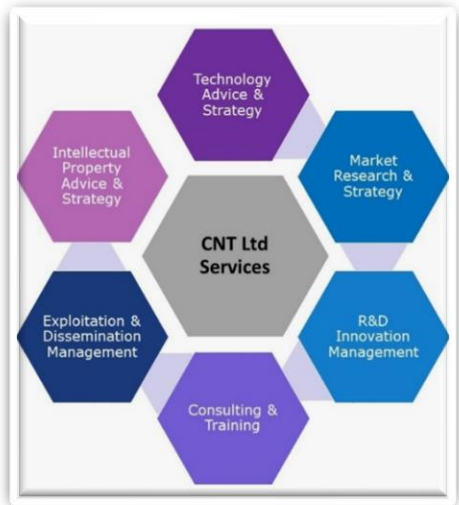 Technology
Advice &
Strategy
Market
Research &
Strategy
R&D
Innovation
Management
Consulting &
Training
Exploitation &
Dissemination
Management
Intellectual
Property
Advice &
Strategy
CNT Ltd
Services